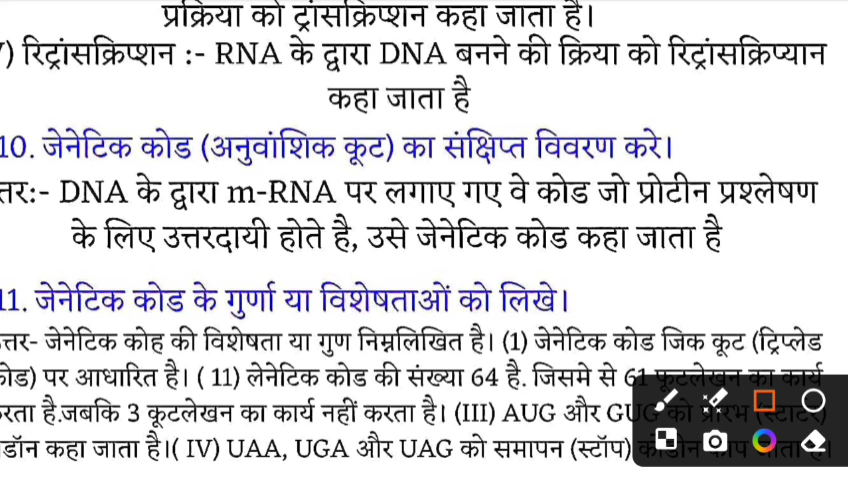 प्रक्रिया को ट्रांसक्रिप्शन कहा जाता है।
) रिट्रांसक्रिप्शन :- RNA के द्वारा DNA बनने की क्रिया को रिट्रांसक्रिप्यान
कहा जाता है
10. जेनेटिक कोड (अनुवांशिक कूट) का संक्षिप्त विवरण करे।
तर:- DNA के द्वारा m-RNA पर लगाए गए वे कोड जो प्रोटीन प्रश्लेषण
के लिए उत्तरदायी होते है, उसे जेनेटिक कोड कहा जाता है
11. जेनेटिक कोड के गुर्णा या विशेषताओं को लिखे।
त्तर- जेनेटिक कोह की विशेषता या गुण निम्नलिखित है। (1) जेनेटिक कोड जिक कूट (ट्रिप्लेड
कोड) पर आधारित है। ( 11) लेनेटिक कोड की संख्या 64 है. जिसमे से 61 कूटलेखन का कार्य
रता है.जबकि 3 कूटलेखन का कार्य नहीं करता है। (III) AUG और GUG को प्रारंभ (स्टार्ट
डॉन कहा जाता है।( IV) UAA, UGA और UAG को समापन (स्टॉप)